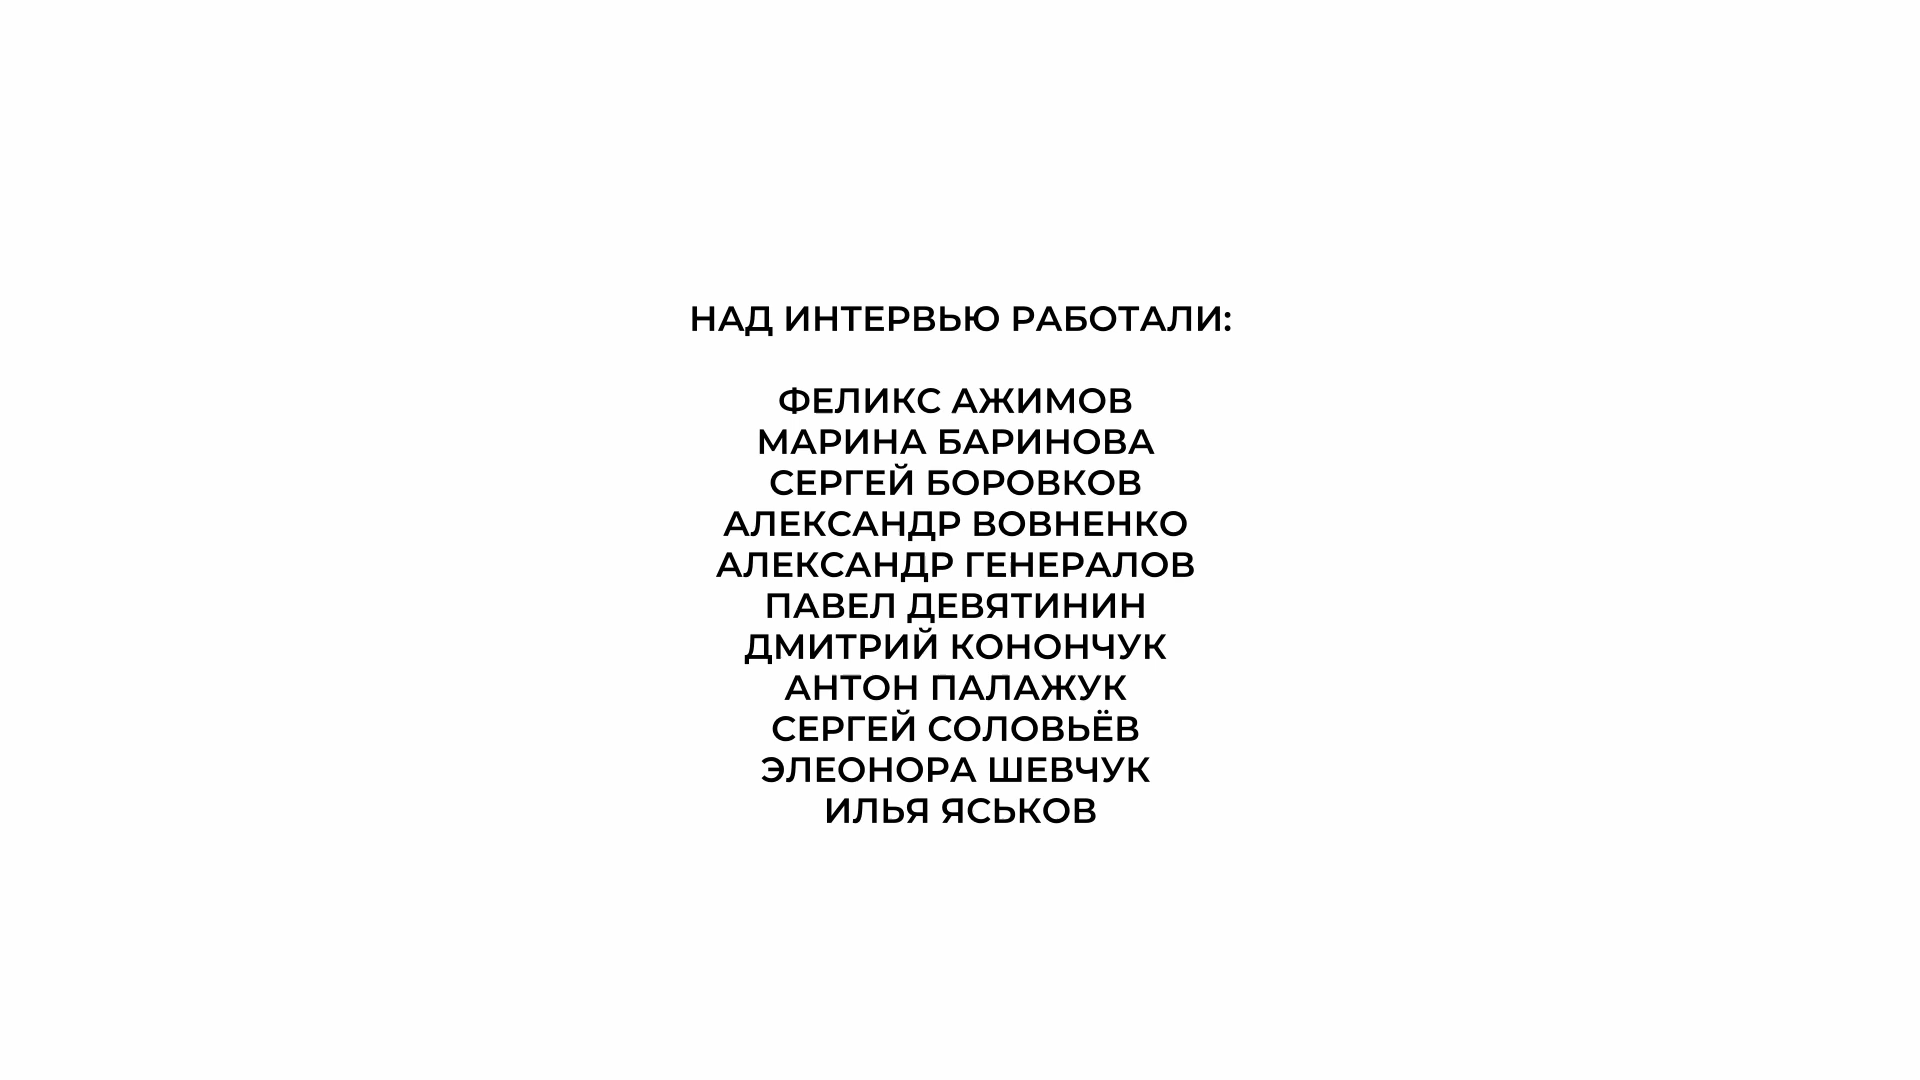 НАД ИНТЕРВЬЮ РАБОТАЛИ:
ФЕЛИКС АЖИМОВ
МАРИНА БАРИНОВА
СЕРГЕЙ БОРОВКОВ
АЛЕКСАНДР ВОВНЕНКО
АЛЕКСАНДР ГЕНЕРАЛОВ
ПАВЕЛ ДЕВЯТИНИН
ДМИТРИЙ КОНОНЧУК
АНТОН ПАЛАЖУК
СЕРГЕЙ СОЛОВЬЁВ
ЭЛЕОНОРА ШЕВЧУК
ИЛЬЯ ЯСЬКОВ